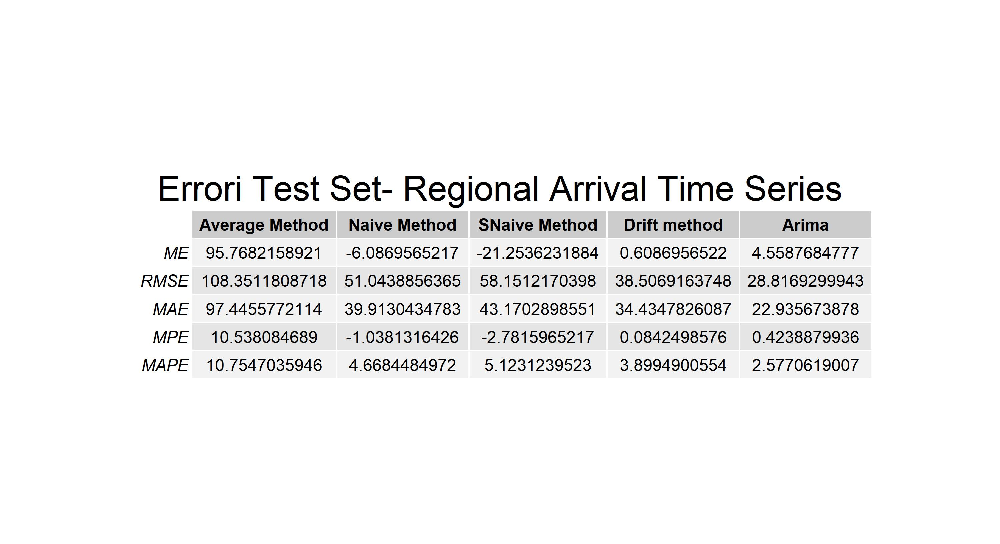 Errori Test Set- Regional Arrival Time Series
Average Method Naive Method SNaive Method Drift method Arima
ME 95.7682158921 -6.0869565217 -21.2536231884 0.6086956522 4.5587684777
RMSE 108.3511808718 51.0438856365 58.1512170398 38.5069163748 28.8169299943
MAE 97.4455772114 39.9130434783 43.1702898551 34.4347826087 22.935673878
MPE 10.538084689 -1.0381316426 -2.7815965217 0.0842498576 0.4238879936
MAPE 10.7547035946 4.6684484972 5.1231239523 3.8994900554 2.5770619007